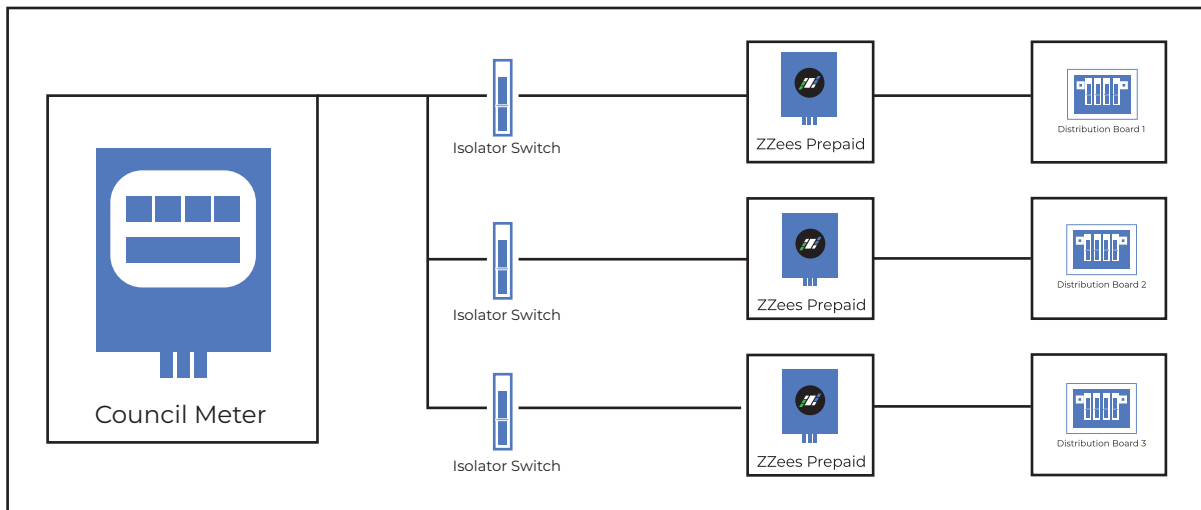 Council Meter
Isolator Switch
ZZees Prepaid
Distribution Board 1
Isolator Switch
ZZees Prepaid
Distribution Board 2
Isolator Switch
ZZees Prepaid
Distribution Board 3